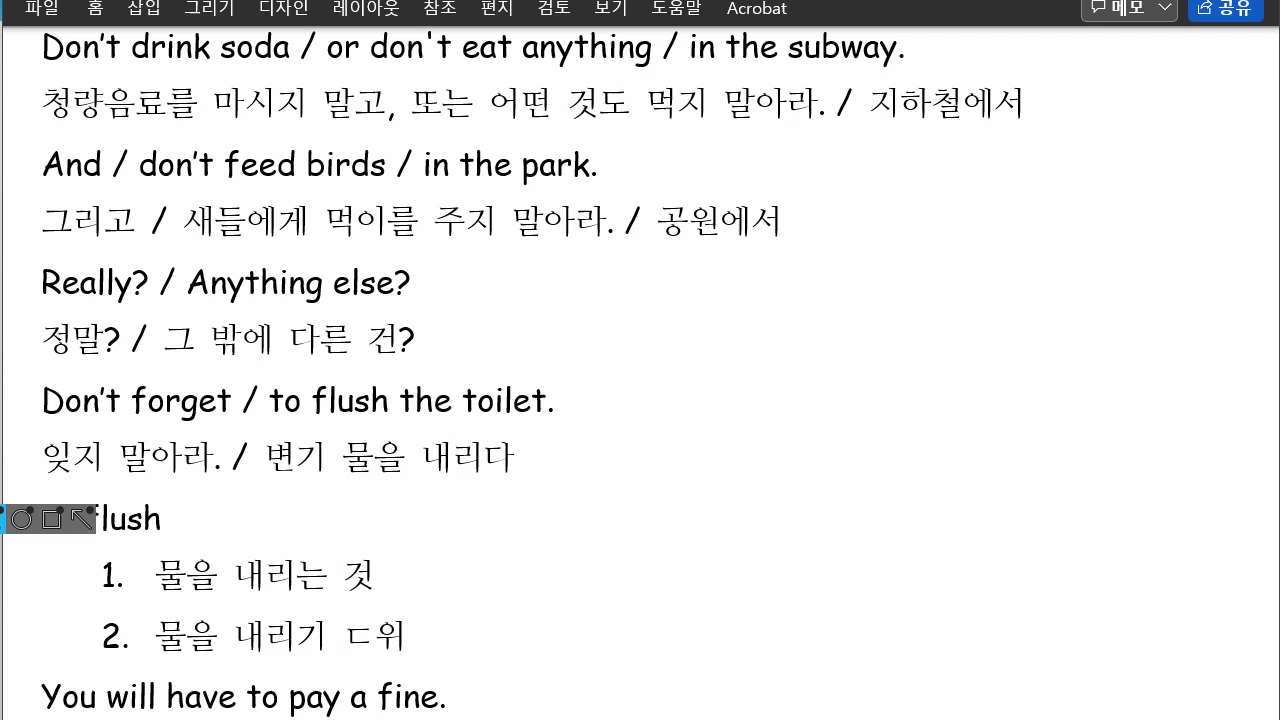 파일 홈 삽입 그리기 디자인 레이아웃 참조 편지 검토 보기 도움말 Acrobat 메모 공유
Don’t drink soda / or don't eat anything / in the subway.
청량음료를 마시지 말고, 또는 어떤 것도 먹지 말아라. / 지하철에서
And / don’t feed birds / in the park.
그리고 / 새들에게 먹이를 주지 말아라. / 공원에서
Really? / Anything else?
정말? / 그 밖에 다른 건?
Don’t forget / to flush the toilet.
잊지 말아라. / 변기 물을 내리다
flush
1. 물을 내리는 것
2. 물을 내리기 ㄷ위
You will have to pay a fine.